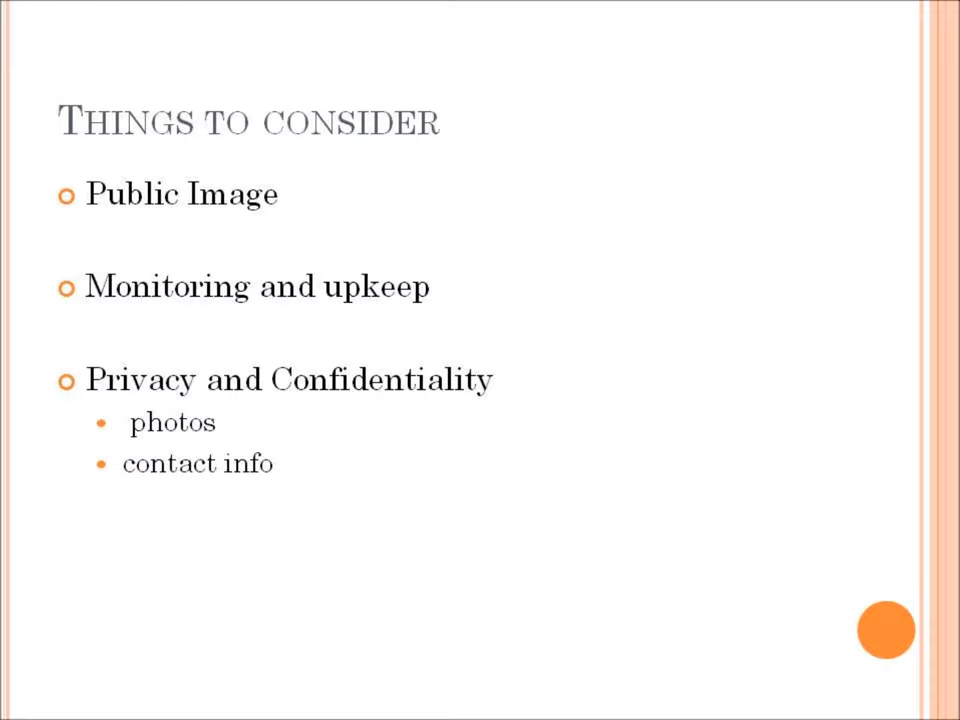 THINGS TO CONSIDER
Public Image
Monitoring and upkeep
Privacy and Confidentiality
photos
contact info